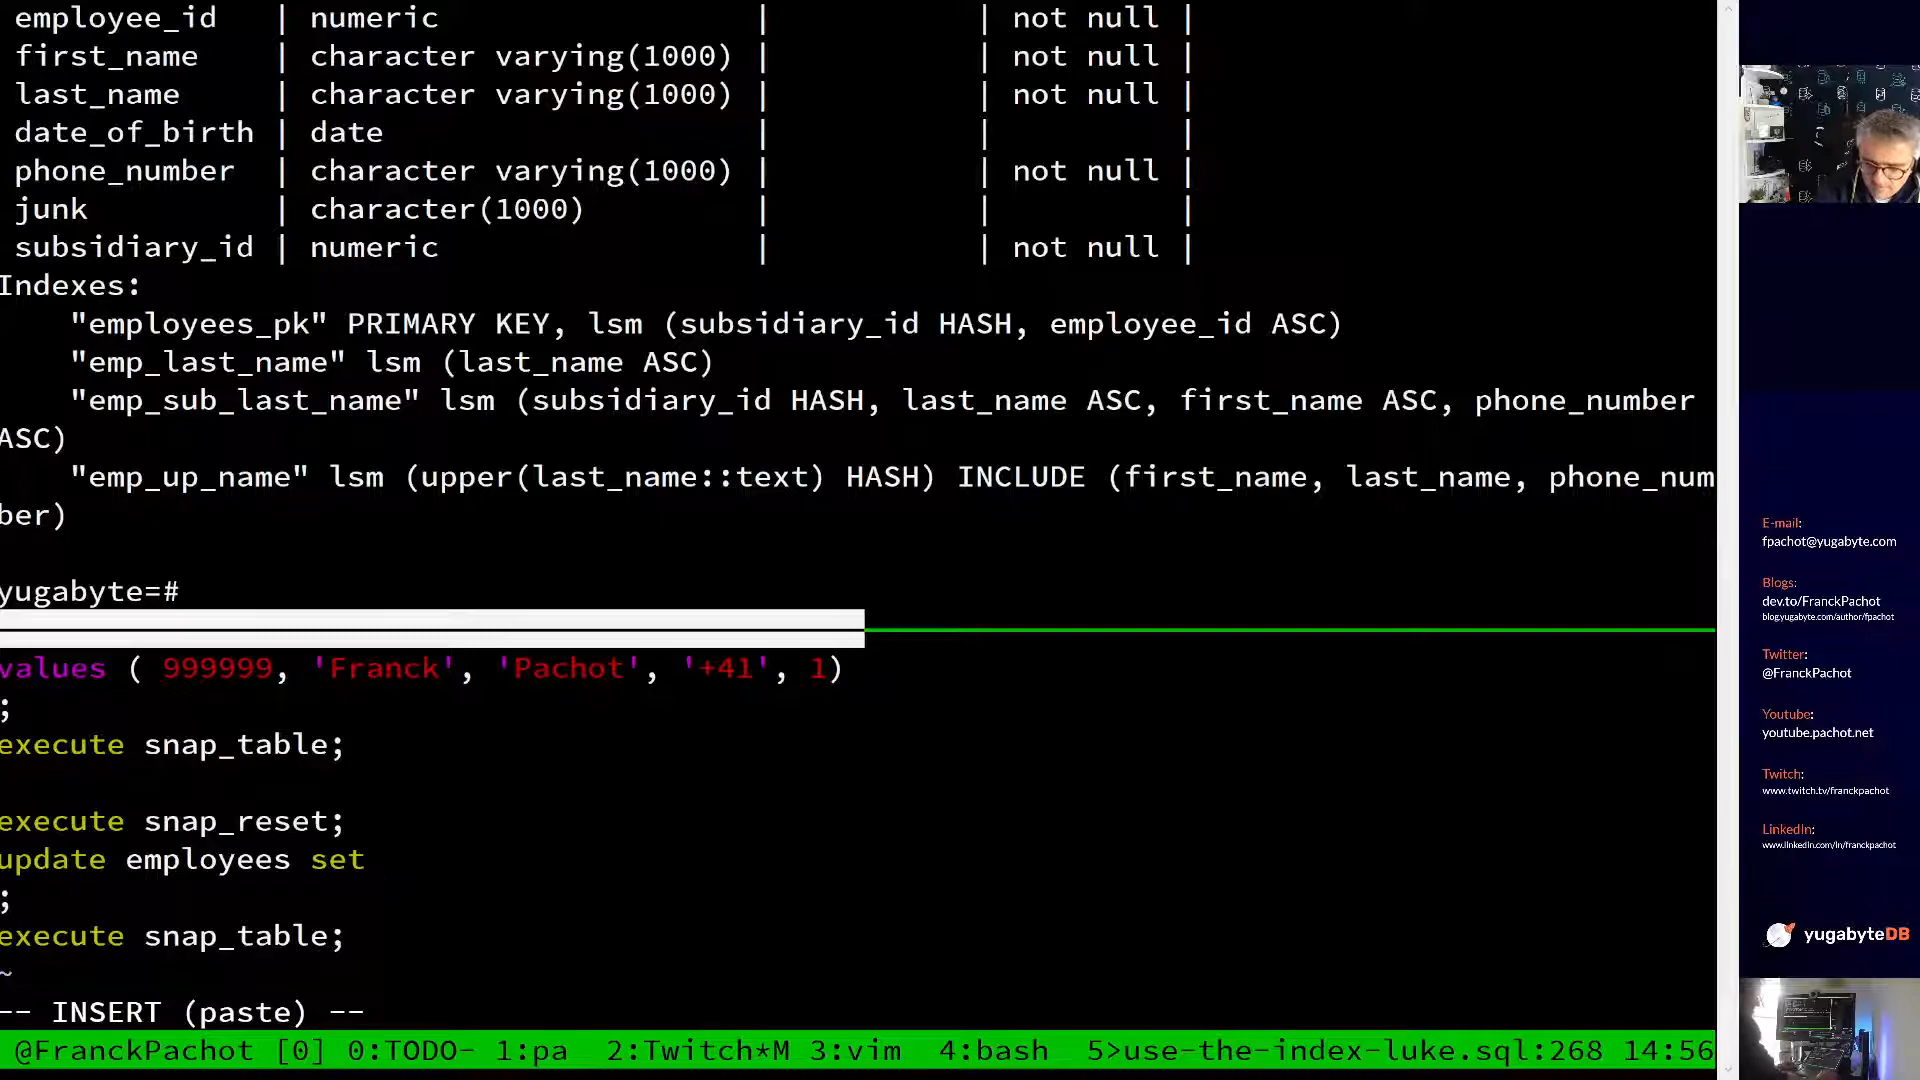 employee_id | numeric | | not null |
first_name | character varying(1000) | | not null |
last_name | character varying(1000) | | not null |
date_of_birth | date | | |
phone_number | character varying(1000) | | not null |
junk | character(1000) | | |
subsidiary_id | numeric | | not null |
Indexes:
"employees_pk" PRIMARY KEY, lsm (subsidiary_id HASH, employee_id ASC)
"emp_last_name" lsm (last_name ASC)
"emp_sub_last_name" lsm (subsidiary_id HASH, last_name ASC, first_name ASC, phone_number
ASC)
"emp_up_name" lsm (upper(last_name::text) HASH) INCLUDE (first_name, last_name, phone_num
ber)
yugabyte=#
values ( 999999, 'Franck', 'Pachot', '+41', 1)
;
execute snap_table;
execute snap_reset;
update employees set
;
execute snap_table;
~
-- INSERT (paste) --
@FranckPachot [0] 0:TODO- 1:pa 2:Twitch*M 3:vim 4:bash 5>use-the-index-luke.sql:268 14:56
E-mail:
fpachot@yugabyte.com
Blogs:
dev.to/FranckPachot
blog.yugabyte.com/author/fpachot
Twitter:
@FranckPachot
Youtube:
youtube.pachot.net
Twitch:
www.twitch.tv/franckpachot
LinkedIn:
www.linkedin.com/in/franckpachot
yugabyteDB